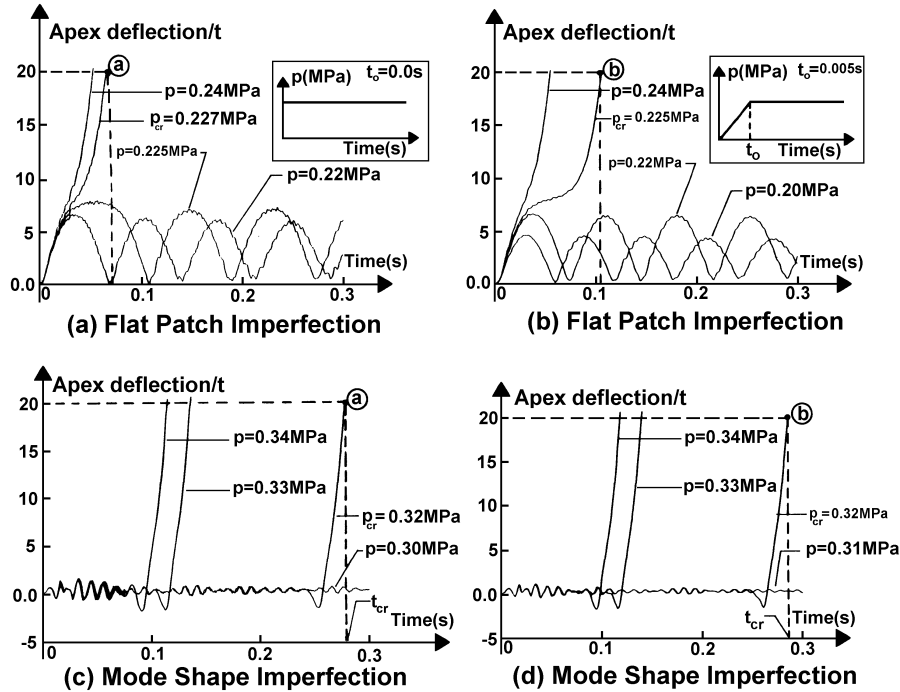 Apex deflection/t
20
15
10
5
0.0
0
0.1
0.2
0.3
Time(s)
a
p=0.24MPa
pcr=0.227MPa
p=0.225MPa
p=0.22MPa
p(MPa)
to=0.0s
Time(s)
(a) Flat Patch Imperfection
Apex deflection/t
20
15
10
5
0.0
0
0.1
0.2
0.3
Time(s)
b
p=0.24MPa
pcr=0.225MPa
p=0.22MPa
p=0.20MPa
p(MPa)
to=0.005s
to
Time(s)
(b) Flat Patch Imperfection
Apex deflection/t
20
15
10
5
0.0
-5
0
0.1
0.2
0.3
a
p=0.34MPa
p=0.33MPa
pcr=0.32MPa
p=0.30MPa
tcr
Time(s)
(c) Mode Shape Imperfection
Apex deflection/t
20
15
10
5
0.0
-5
0
0.1
0.2
0.3
b
p=0.34MPa
p=0.33MPa
pcr=0.32MPa
p=0.31MPa
tcr
Time(s)
(d) Mode Shape Imperfection